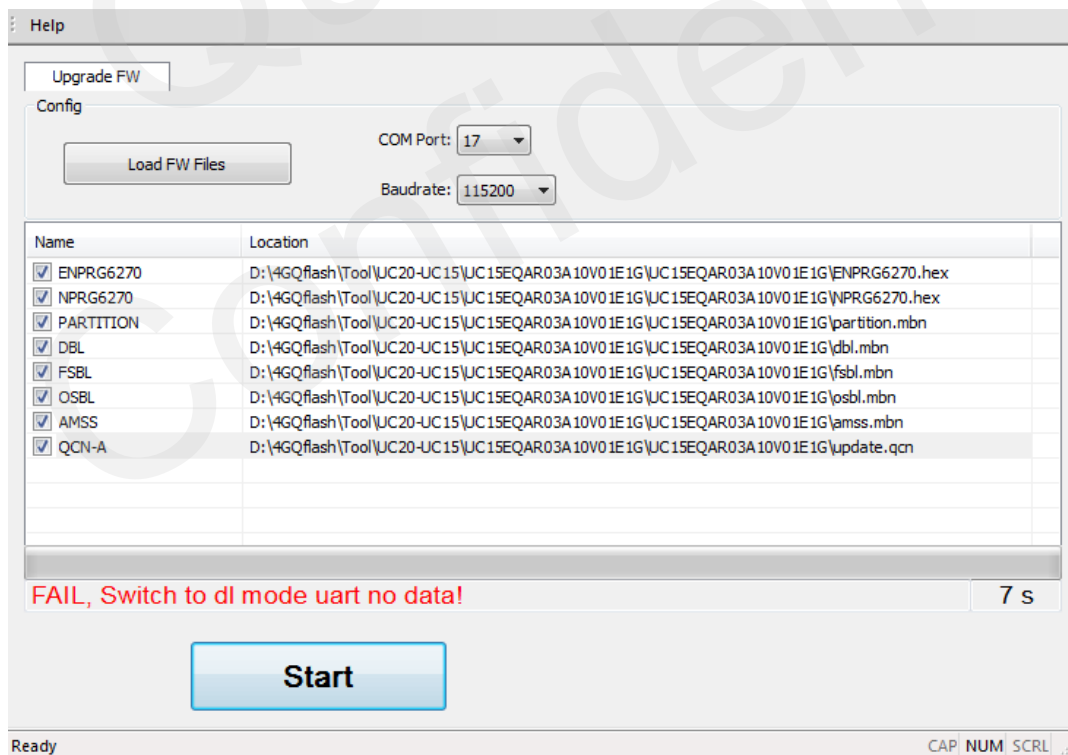 Help
Upgrade FW
Config
Load FW Files
COM Port: 17
Baudrate: 115200
Name Location
ENPRG6270 D:\4GQflash\Tool\UC20-UC15\UC15EQAR03A10V01E1G\UC15EQAR03A10V01E1G\ENPRG6270.hex
NPRG6270 D:\4GQflash\Tool\UC20-UC15\UC15EQAR03A10V01E1G\UC15EQAR03A10V01E1G\NPRG6270.hex
PARTITION D:\4GQflash\Tool\UC20-UC15\UC15EQAR03A10V01E1G\UC15EQAR03A10V01E1G\partition.mbn
DBL D:\4GQflash\Tool\UC20-UC15\UC15EQAR03A10V01E1G\UC15EQAR03A10V01E1G\dbl.mbn
FSBL D:\4GQflash\Tool\UC20-UC15\UC15EQAR03A10V01E1G\UC15EQAR03A10V01E1G\fsbl.mbn
OSBL D:\4GQflash\Tool\UC20-UC15\UC15EQAR03A10V01E1G\UC15EQAR03A10V01E1G\osbl.mbn
AMSS D:\4GQflash\Tool\UC20-UC15\UC15EQAR03A10V01E1G\UC15EQAR03A10V01E1G\amss.mbn
QCN-A D:\4GQflash\Tool\UC20-UC15\UC15EQAR03A10V01E1G\UC15EQAR03A10V01E1G\update.qcn
FAIL, Switch to dl mode uart no data! 7 s
Start
Ready CAP NUM SCRL